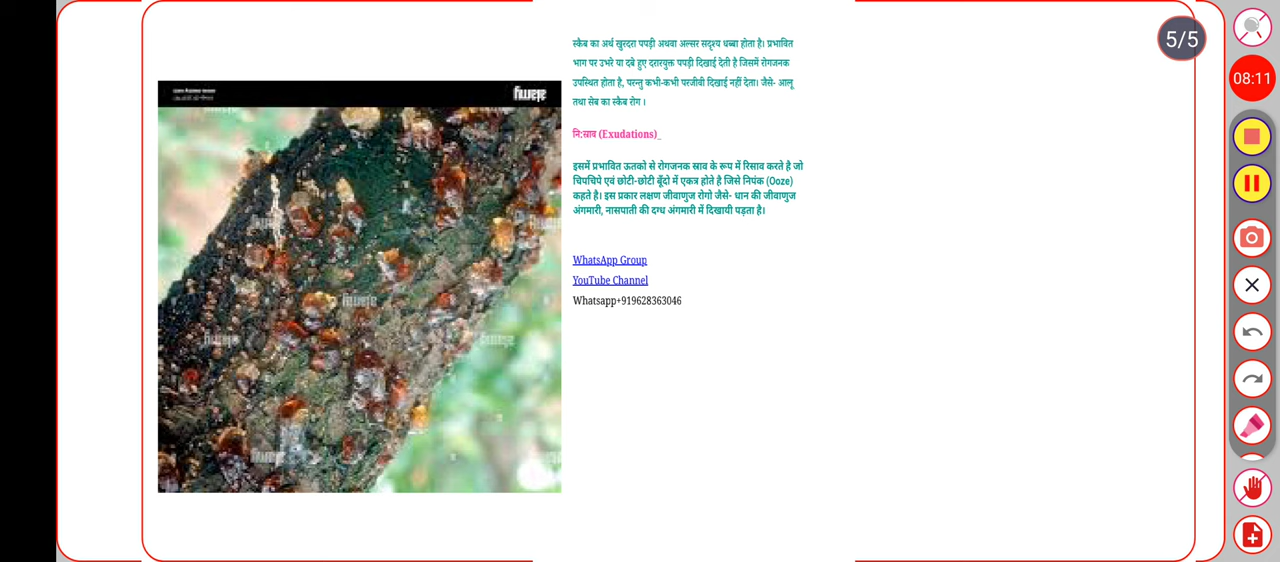 5/5
08:11
स्कैब का अर्थ खुरदरा पपड़ी अथवा अल्सर सदृश्य धब्बा होता है। प्रभावित
भाग पर उभरे या दबे हुए दरारयुक्त पपड़ी दिखाई देती है जिसमें रोगजनक
उपस्थित होता है, परन्तु कभी-कभी परजीवी दिखाई नहीं देता। जैसे- आलू
तथा सेब का स्कैब रोग ।
नि:स्राव (Exudations)_
इसमें प्रभावित ऊतको से रोगजनक स्राव के रूप में रिसाव करते है जो
चिपचिपे एवं छोटी-छोटी बूँदो में एकत्र होते है जिसे निपंक (Ooze)
कहते है। इस प्रकार लक्षण जीवाणुज रोगो जैसे- धान की जीवाणुज
अंगमारी, नासपाती की दग्ध अंगमारी में दिखायी पड़ता है।
WhatsApp Group
YouTube Channel
Whatsapp+919628363046